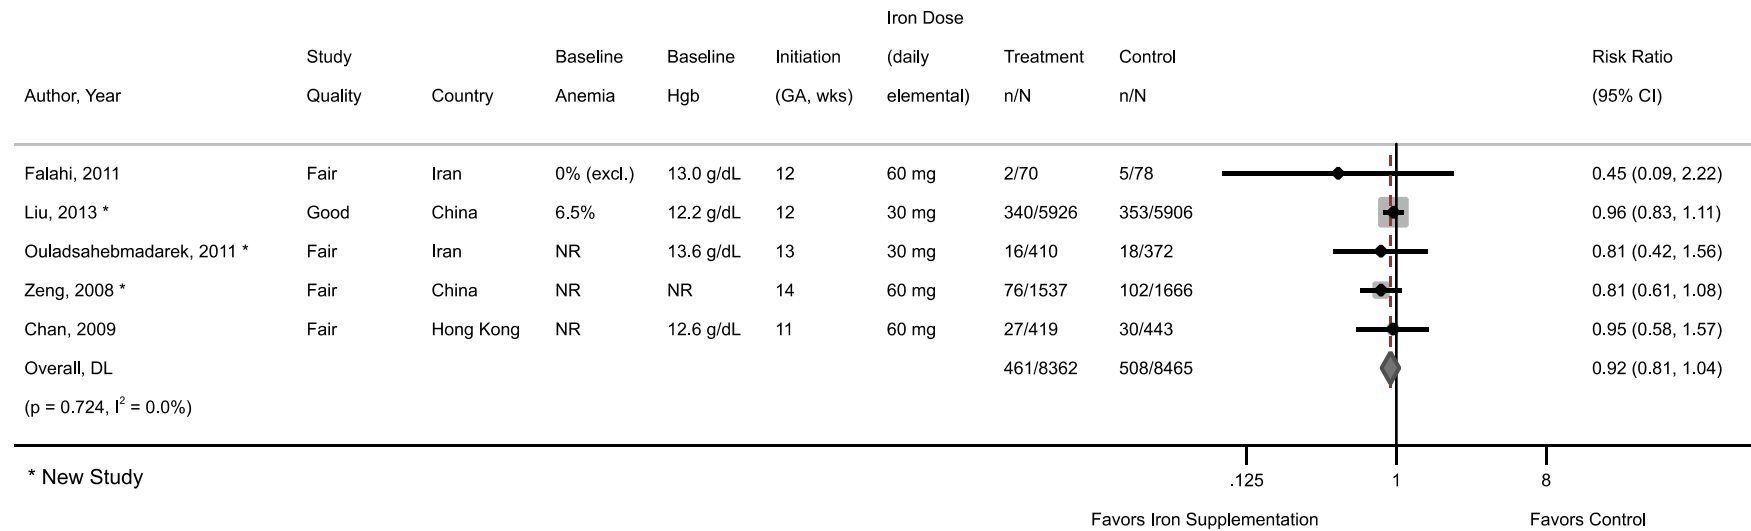 Iron Dose
Study Baseline Baseline Initiation (daily Treatment Control Risk Ratio
Author, Year Quality Country Anemia Hgb (GA, wks) elemental) n/N n/N (95% CI)
Falahi, 2011 Fair Iran 0% (excl.) 13.0 g/dL 12 60 mg 2/70 5/78 0.45 (0.09, 2.22)
Liu, 2013 * Good China 6.5% 12.2 g/dL 12 30 mg 340/5926 353/5906 0.96 (0.83, 1.11)
Ouladsahebmadarek, 2011 * Fair Iran NR 13.6 g/dL 13 30 mg 16/410 18/372 0.81 (0.42, 1.56)
Zeng, 2008 * Fair China NR NR 14 60 mg 76/1537 102/1666 0.81 (0.61, 1.08)
Chan, 2009 Fair Hong Kong NR 12.6 g/dL 11 60 mg 27/419 30/443 0.95 (0.58, 1.57)
Overall, DL 461/8362 508/8465 0.92 (0.81, 1.04)
(p = 0.724, I² = 0.0%)
* New Study
.125 1 8
Favors Iron Supplementation Favors Control